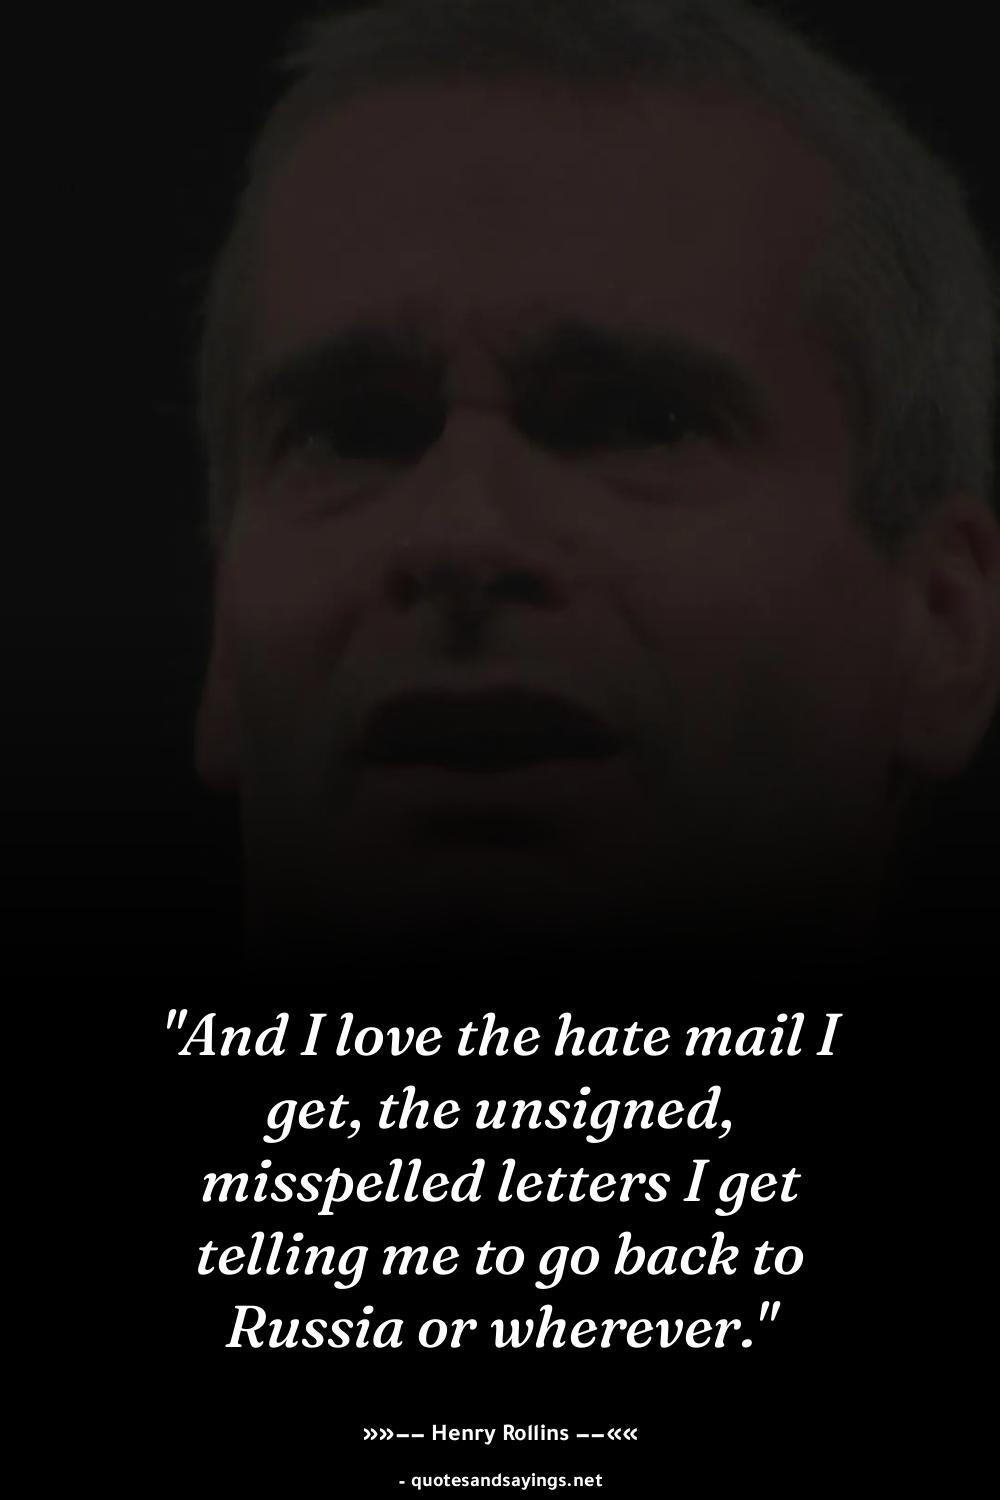 "And I love the hate mail I
get, the unsigned,
misspelled letters I get
telling me to go back to
Russia or wherever."
»»−− Henry Rollins −−««
- quotesandsayings.net